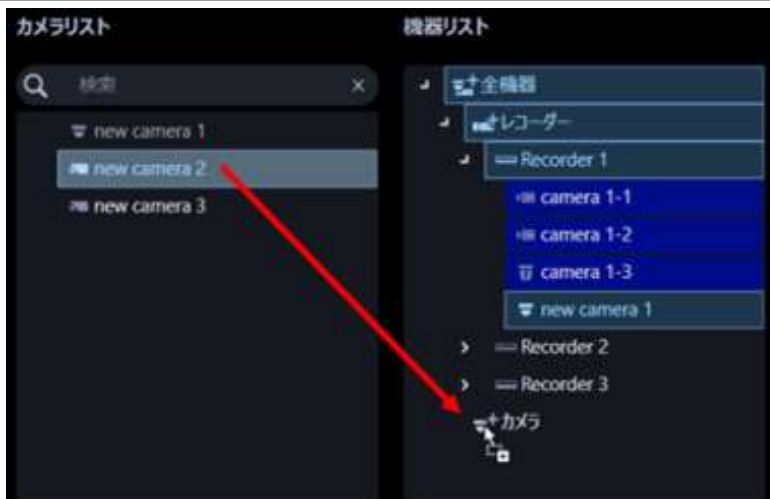 カメラリスト
検索
new camera 1
new camera 2
new camera 3
機器リスト
全機器
レコーダー
Recorder 1
camera 1-1
camera 1-2
camera 1-3
new camera 1
Recorder 2
Recorder 3
カメラ